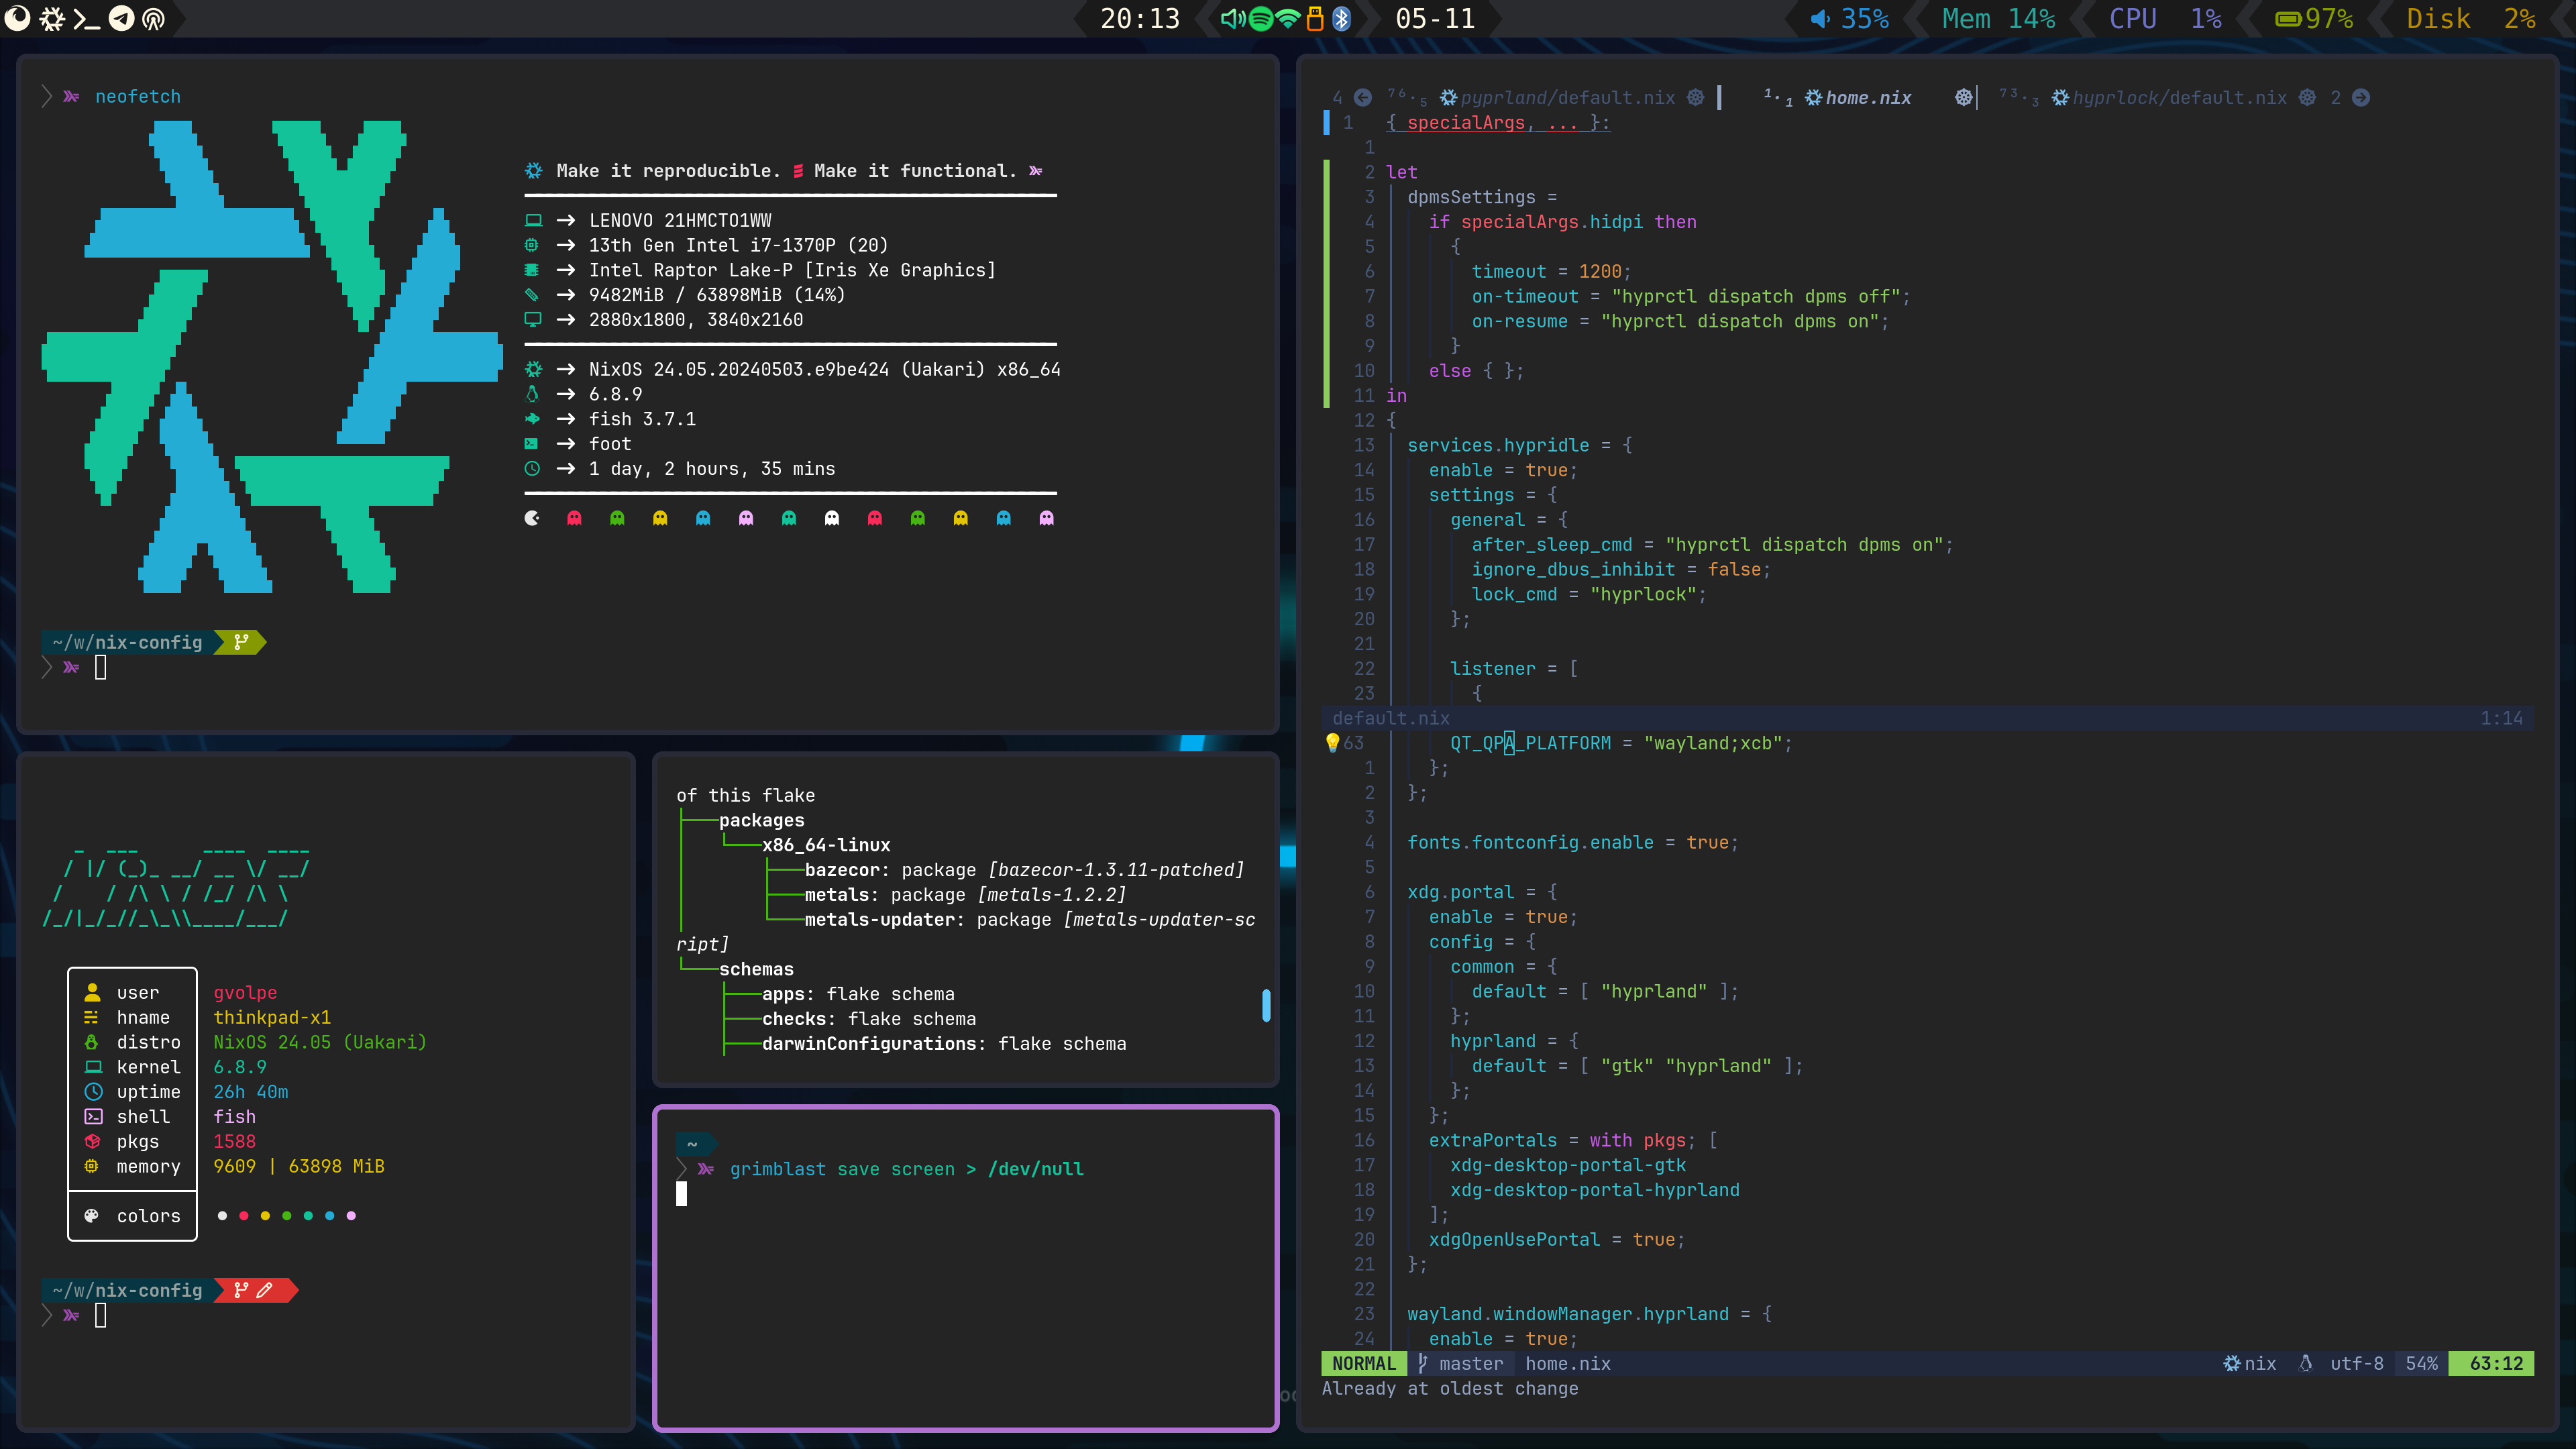 20:13
05-11
35%
Mem 14%
CPU 1%
97%
Disk 2%
neofetch
Make it reproducible. Make it functional.
LENOVO 21HMCTO1WW
13th Gen Intel i7-1370P (20)
Intel Raptor Lake-P [Iris Xe Graphics]
9482MiB / 63898MiB (14%)
2880x1800, 3840x2160
NixOS 24.05.20240503.e9be424 (Uakari) x86_64
6.8.9
fish 3.7.1
foot
1 day, 2 hours, 35 mins
~/w/nix-config
NixOS
user gvolpe
hname thinkpad-x1
distro NixOS 24.05 (Uakari)
kernel 6.8.9
uptime 26h 40m
shell fish
pkgs 1588
memory 9609 | 63898 MiB
colors
~/w/nix-config
of this flake
packages
x86_64-linux
bazecor: package [bazecor-1.3.11-patched]
metals: package [metals-1.2.2]
metals-updater: package [metals-updater-sc
ript]
schemas
apps: flake schema
checks: flake schema
darwinConfigurations: flake schema
~
grimblast save screen > /dev/null
4 ⁷⁶·₅ pyprland/default.nix ¹·₁ home.nix ⁷³·₃ hyprlock/default.nix 2
1 { specialArgs, ... }:
1
2 let
3 dpmsSettings =
4 if specialArgs.hidpi then
5 {
6 timeout = 1200;
7 on-timeout = "hyprctl dispatch dpms off";
8 on-resume = "hyprctl dispatch dpms on";
9 }
10 else { };
11 in
12 {
13 services.hypridle = {
14 enable = true;
15 settings = {
16 general = {
17 after_sleep_cmd = "hyprctl dispatch dpms on";
18 ignore_dbus_inhibit = false;
19 lock_cmd = "hyprlock";
20 };
21
22 listener = [
23 {
default.nix 1:14
63 QT_QPA_PLATFORM = "wayland;xcb";
1 };
2 };
3
4 fonts.fontconfig.enable = true;
5
6 xdg.portal = {
7 enable = true;
8 config = {
9 common = {
10 default = [ "hyprland" ];
11 };
12 hyprland = {
13 default = [ "gtk" "hyprland" ];
14 };
15 };
16 extraPortals = with pkgs; [
17 xdg-desktop-portal-gtk
18 xdg-desktop-portal-hyprland
19 ];
20 xdgOpenUsePortal = true;
21 };
22
23 wayland.windowManager.hyprland = {
24 enable = true;
NORMAL master home.nix nix utf-8 54% 63:12
Already at oldest change